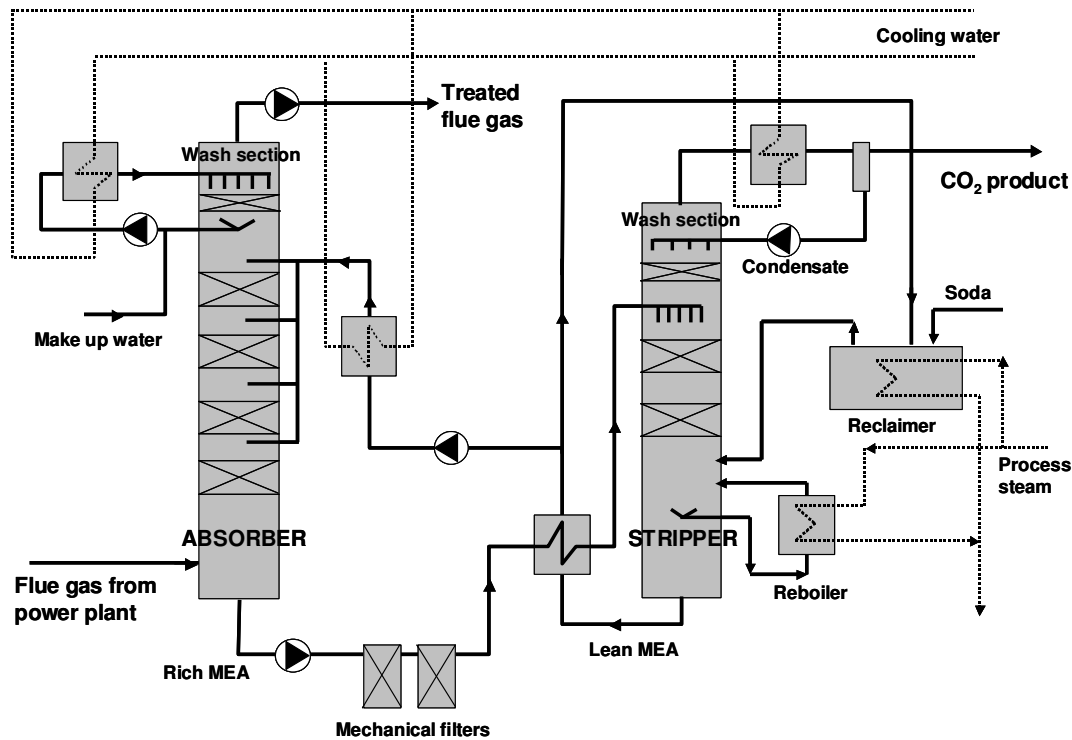 Cooling water
Treated
flue gas
Wash section
CO₂ product
Wash section
Condensate
Soda
Make up water
Reclaimer
Process
steam
ABSORBER
STRIPPER
Flue gas from
power plant
Reboiler
Lean MEA
Rich MEA
Mechanical filters